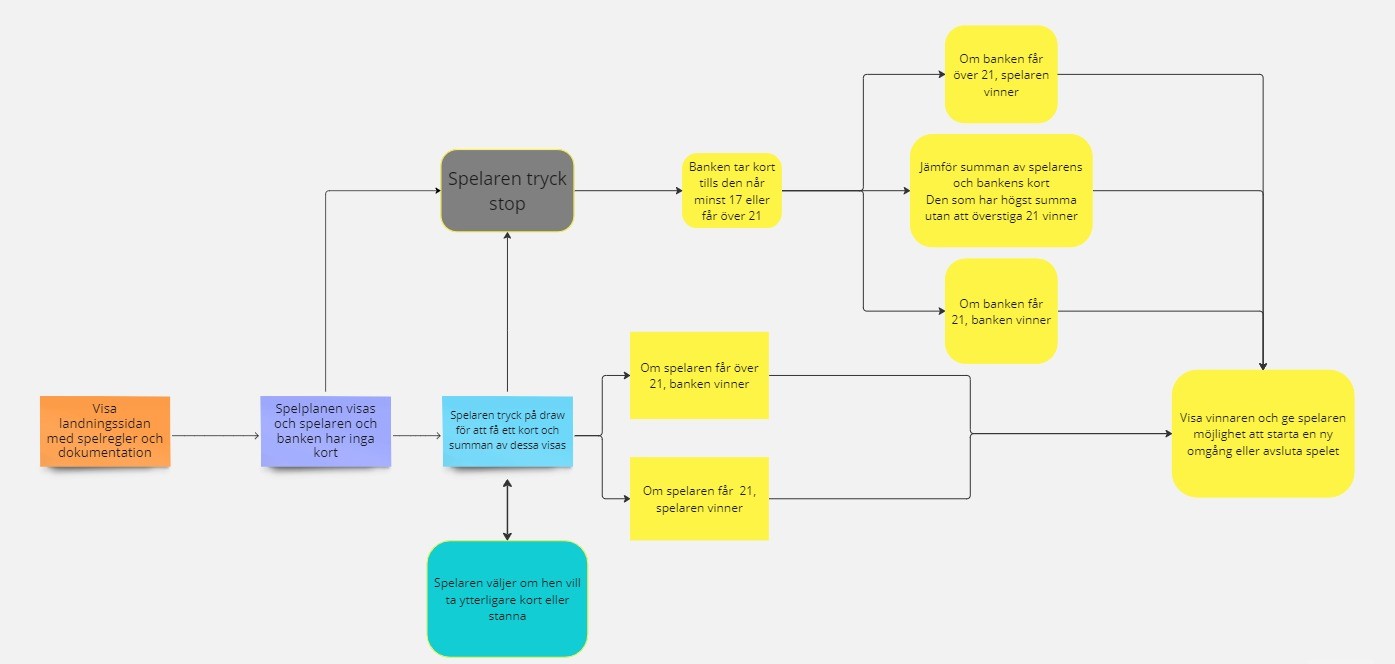 Om banken får
över 21, spelaren
vinner
Spelaren tryck
stop
Banken tar kort
tills den når
minst 17 eller
får över 21
Jämför summan av spelarens
och bankens kort
Den som har högst summa
utan att överstiga 21 vinner
Om banken får
21, banken vinner
Om spelaren får över
21, banken vinner
Visa
landningssidan
med spelregler och
dokumentation
Spelplanen visas
och spelaren och
banken har inga
kort
Spelaren tryck på draw
för att få ett kort och
summan av dessa visas
Visa vinnaren och ge spelaren
möjlighet att starta en ny
omgång eller avsluta spelet
Om spelaren får  21,
spelaren vinner
Spelaren väljer om hen vill
ta ytterligare kort eller
stanna